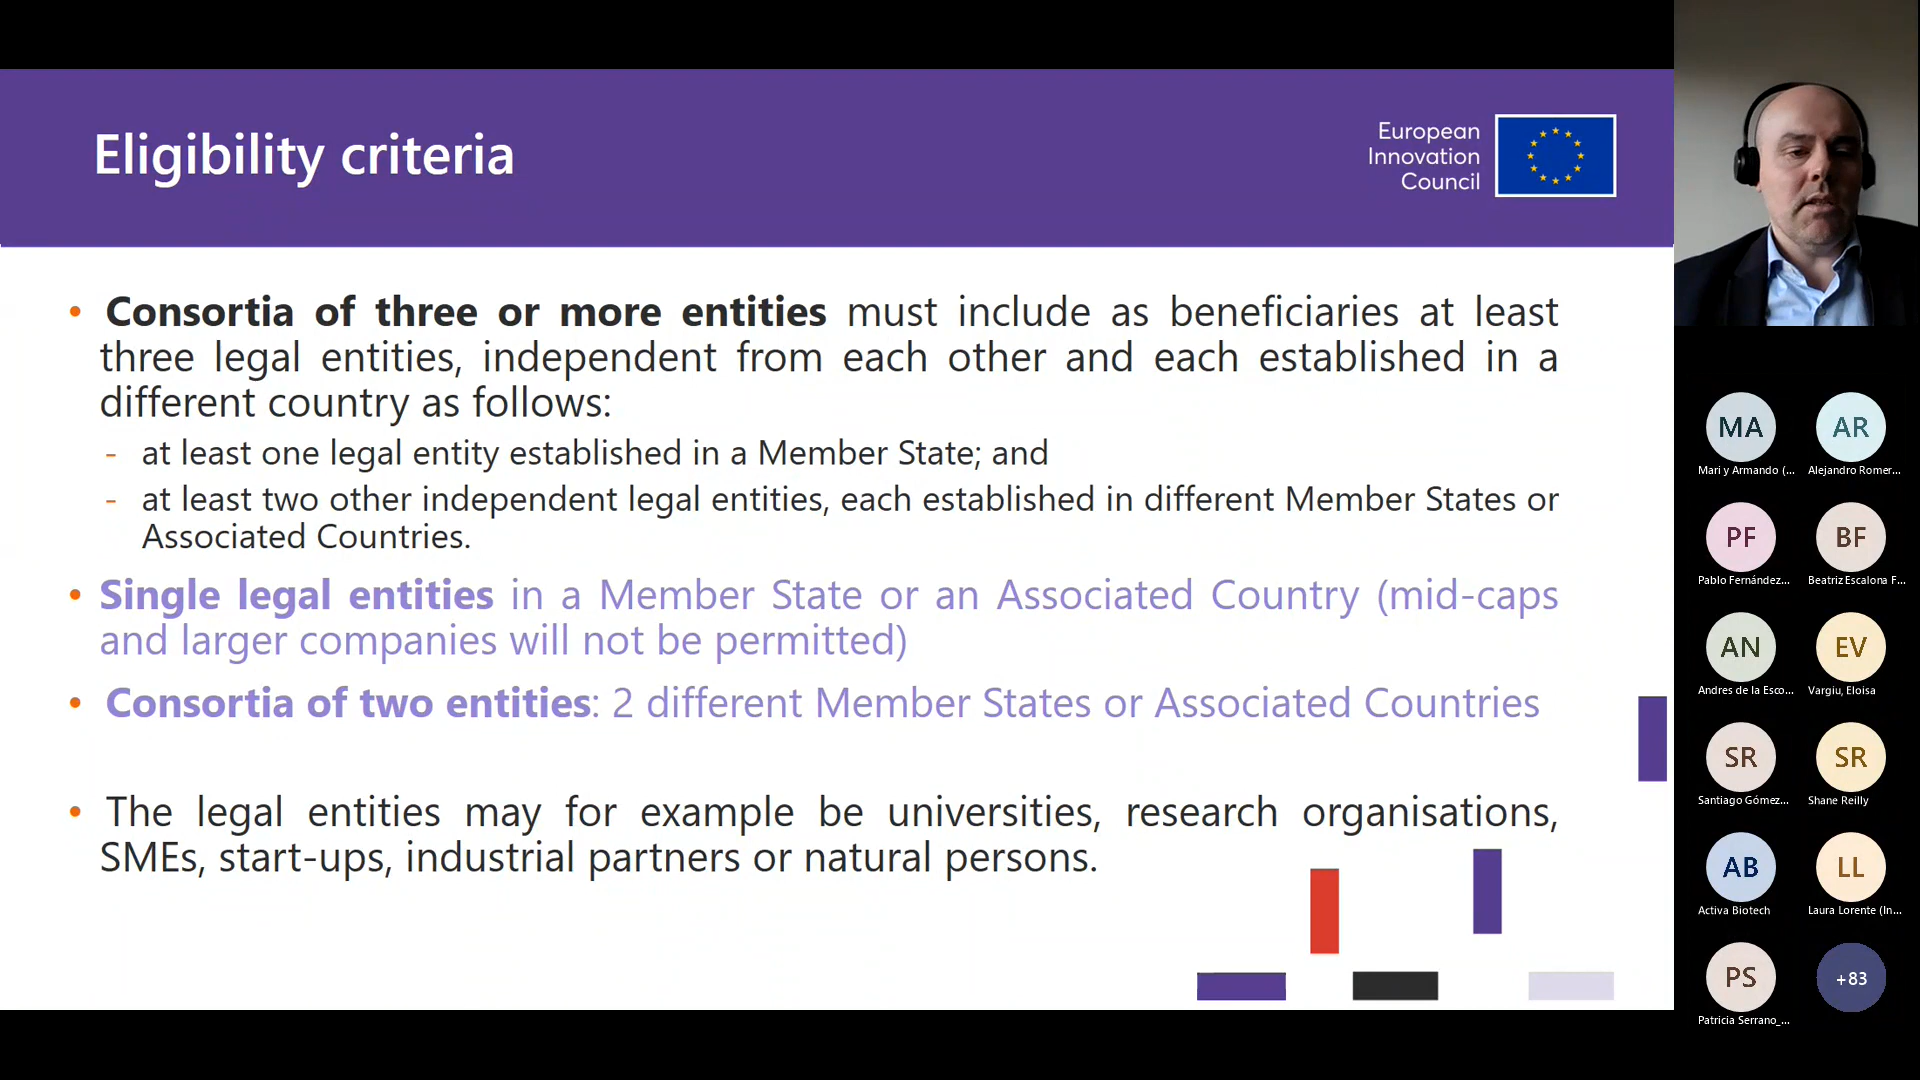 Eligibility criteria
European
Innovation
Council
• Consortia of three or more entities must include as beneficiaries at least
three legal entities, independent from each other and each established in a
different country as follows:
- at least one legal entity established in a Member State; and
- at least two other independent legal entities, each established in different Member States or
Associated Countries.
• Single legal entities in a Member State or an Associated Country (mid-caps
and larger companies will not be permitted)
• Consortia of two entities: 2 different Member States or Associated Countries
• The legal entities may for example be universities, research organisations,
SMEs, start-ups, industrial partners or natural persons.
MA
AR
Mari y Armando (...
Alejandro Romer...
PF
BF
Pablo Fernández...
Beatriz Escalona F...
AN
EV
Andres de la Esco...
Vargiu, Eloisa
SR
SR
Santiago Gómez...
Shane Reilly
AB
LL
Activa Biotech
Laura Lorente (In...
PS
+83
Patricia Serrano_...